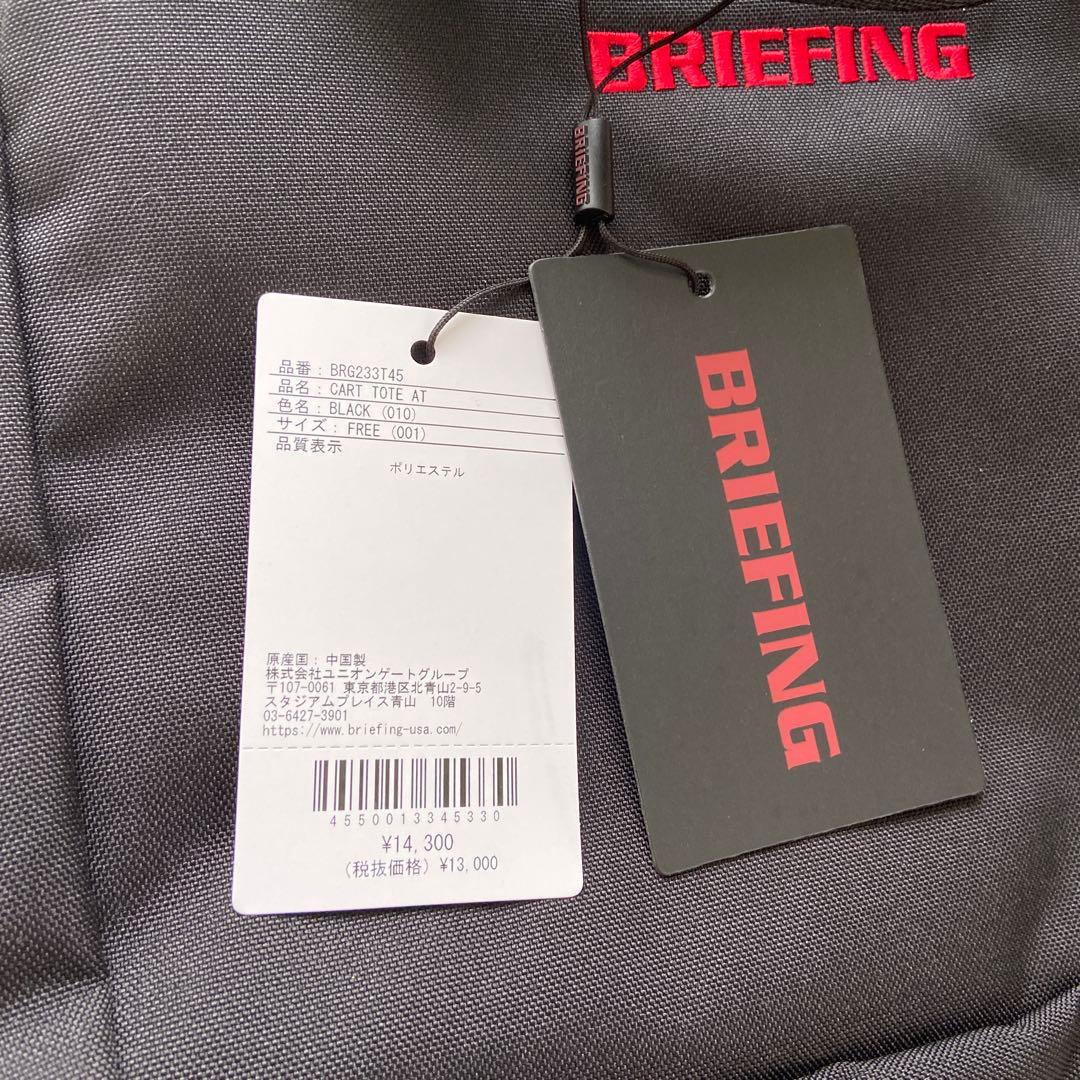 BRIEFING
BRIEFING
品番: BRG233T45
品名: CART TOTE AT
色名: BLACK (010)
サイズ: FREE (001)
品質表示
ポリエステル
原産国: 中国製
株式会社ユニオンゲートグループ
〒107-0061 東京都港区北青山2-9-5
スタジアムプレイス青山 10階
03-6427-3901
https://www.briefing-usa.com/
4550013345330
¥14,300
(税抜価格) ¥13,000
BRIEFING